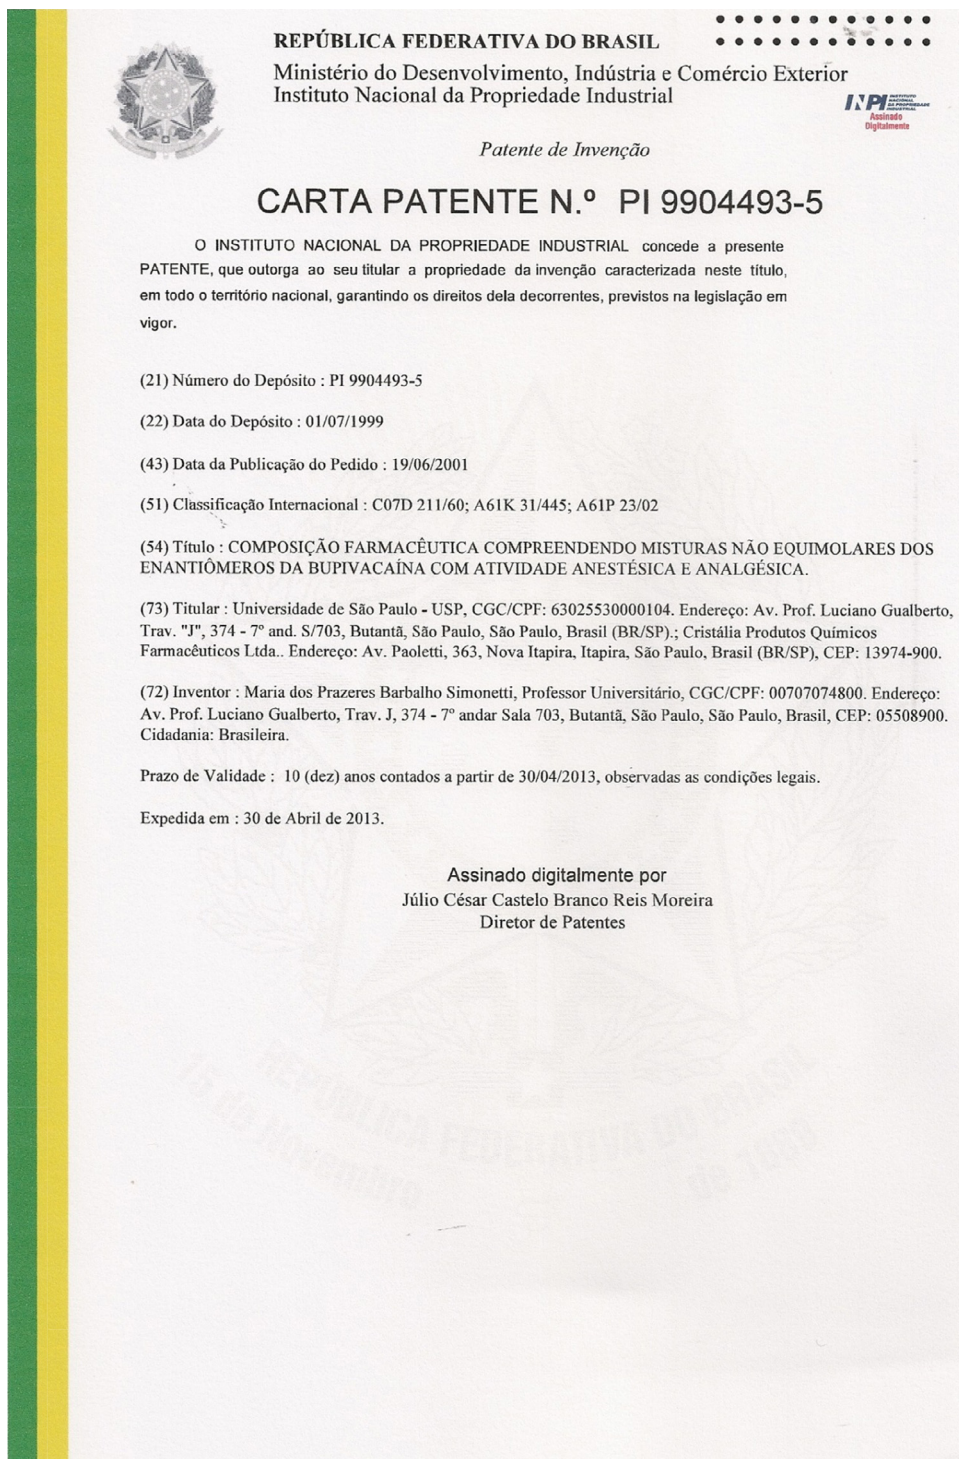 REPÚBLICA FEDERATIVA DO BRASIL
Ministério do Desenvolvimento, Indústria e Comércio Exterior
Instituto Nacional da Propriedade Industrial
INPI INSTITUTO
NACIONAL
DA PROPRIEDADE
INDUSTRIAL
Assinado
Digitalmente
Patente de Invenção
CARTA PATENTE N.º PI 9904493-5
O INSTITUTO NACIONAL DA PROPRIEDADE INDUSTRIAL concede a presente
PATENTE, que outorga ao seu titular a propriedade da invenção caracterizada neste título,
em todo o território nacional, garantindo os direitos dela decorrentes, previstos na legislação em
vigor.
(21) Número do Depósito : PI 9904493-5
(22) Data do Depósito : 01/07/1999
(43) Data da Publicação do Pedido : 19/06/2001
(51) Classificação Internacional : C07D 211/60; A61K 31/445; A61P 23/02
(54) Título : COMPOSIÇÃO FARMACÊUTICA COMPREENDENDO MISTURAS NÃO EQUIMOLARES DOS
ENANTIÔMEROS DA BUPIVACAÍNA COM ATIVIDADE ANESTÉSICA E ANALGÉSICA.
(73) Titular : Universidade de São Paulo - USP, CGC/CPF: 63025530000104. Endereço: Av. Prof. Luciano Gualberto,
Trav. "J", 374 - 7º and. S/703, Butantã, São Paulo, São Paulo, Brasil (BR/SP).; Cristália Produtos Químicos
Farmacêuticos Ltda.. Endereço: Av. Paoletti, 363, Nova Itapira, Itapira, São Paulo, Brasil (BR/SP), CEP: 13974-900.
(72) Inventor : Maria dos Prazeres Barbalho Simonetti, Professor Universitário, CGC/CPF: 00707074800. Endereço:
Av. Prof. Luciano Gualberto, Trav. J, 374 - 7º andar Sala 703, Butantã, São Paulo, São Paulo, Brasil, CEP: 05508900.
Cidadania: Brasileira.
Prazo de Validade : 10 (dez) anos contados a partir de 30/04/2013, observadas as condições legais.
Expedida em : 30 de Abril de 2013.
Assinado digitalmente por
Júlio César Castelo Branco Reis Moreira
Diretor de Patentes
REPÚBLICA FEDERATIVA DO BRASIL
15 de Novembro
de 1889